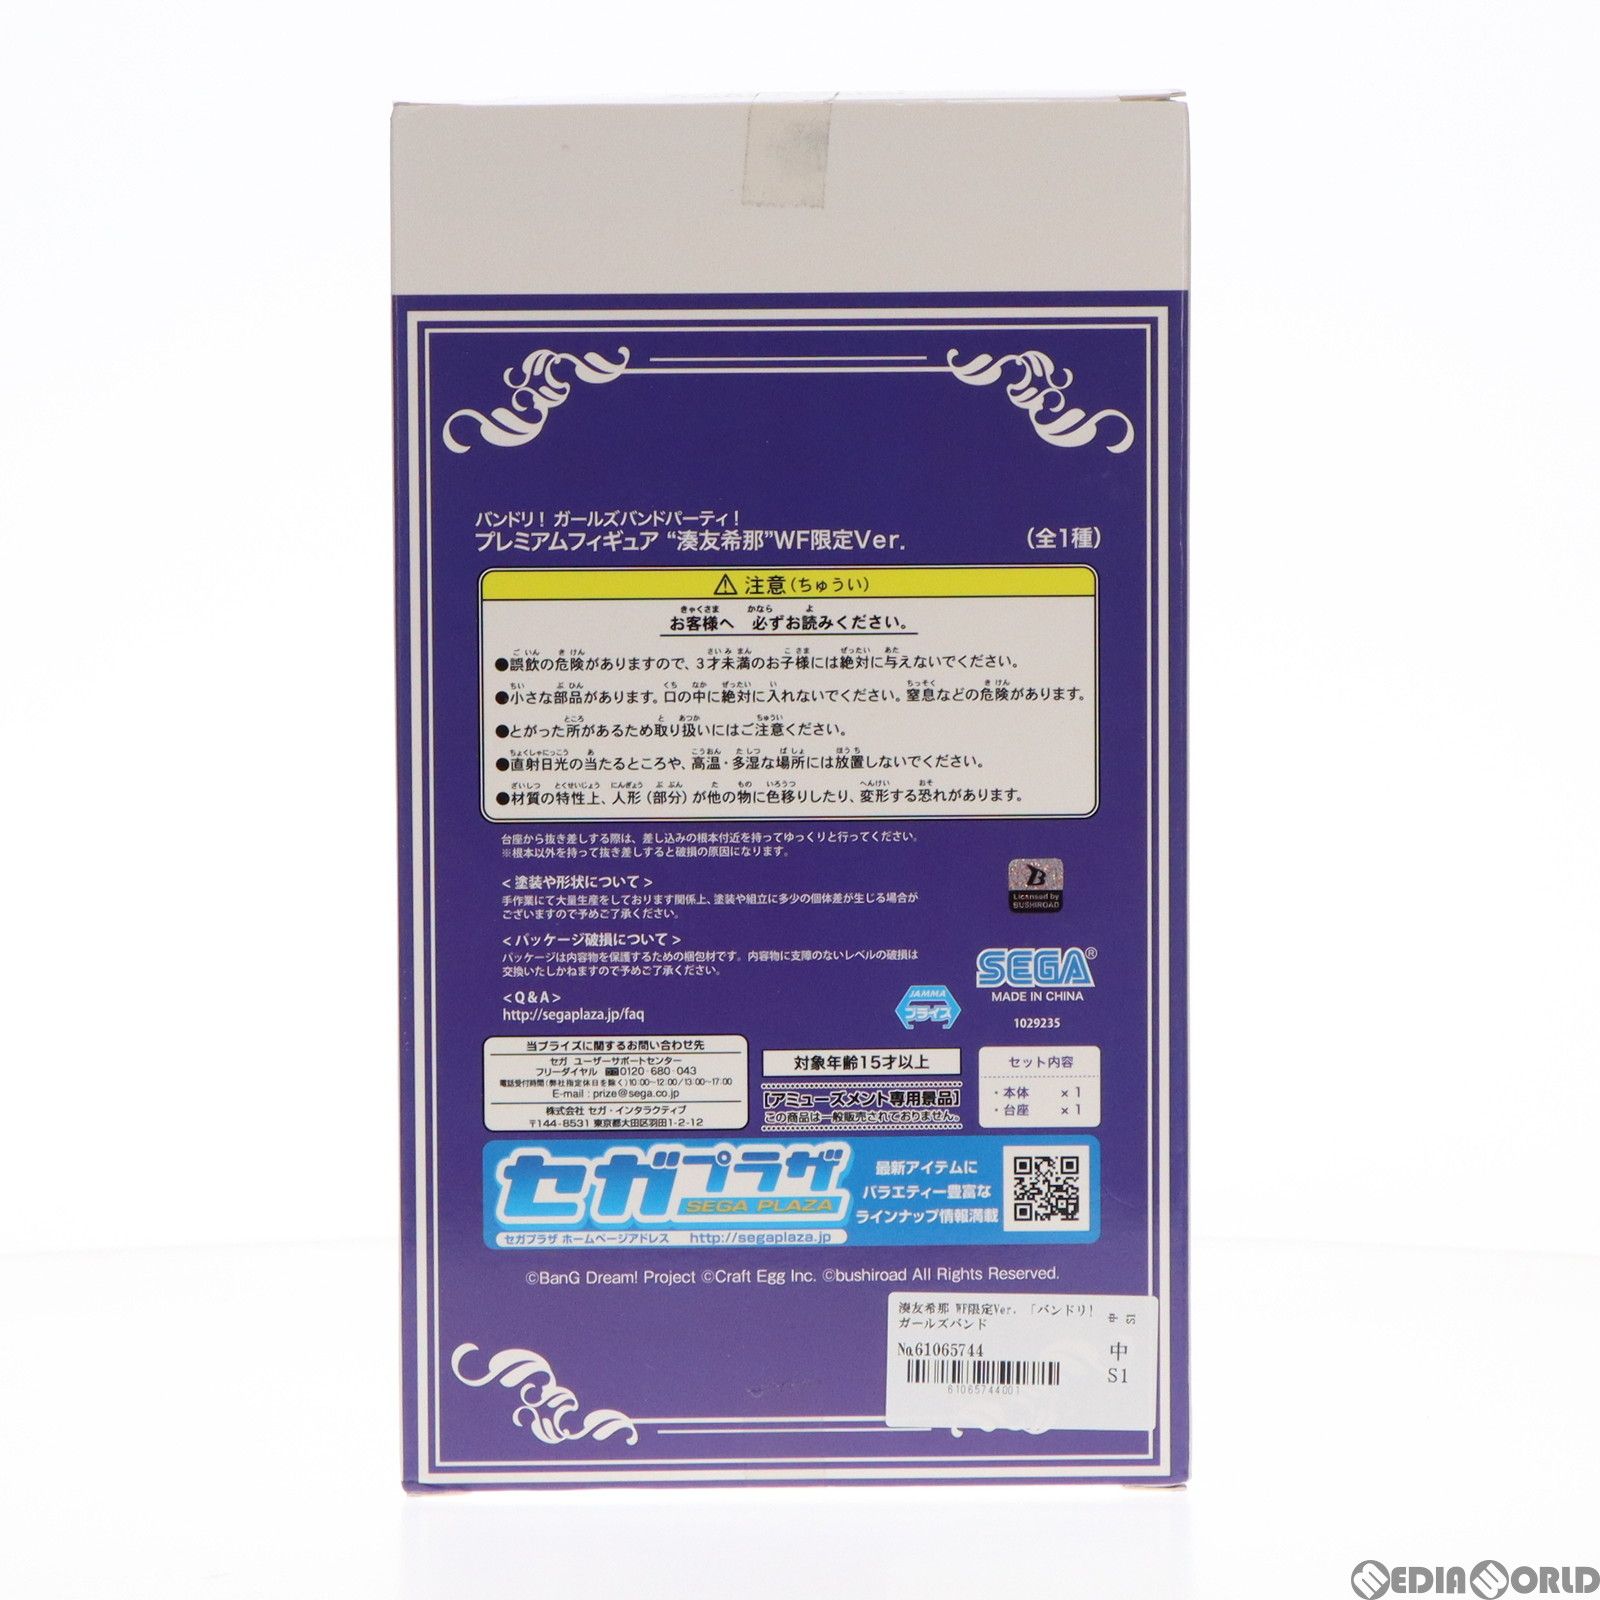 バンドリ! ガールズバンドパーティ!
プレミアムフィギュア “湊友希那”WF限定Ver. (全1種)
注意(ちゅうい)
お客様へ 必ずお読みください。
●誤飲の危険がありますので、3才未満のお子様には絶対に与えないでください。
●小さな部品があります。口の中に絶対に入れないでください。窒息などの危険があります。
●とがった所があるため取り扱いにはご注意ください。
●直射日光の当たるところや、高温・多湿な場所には放置しないでください。
●材質の特性上、人形(部分)が他の物に色移りしたり、変形する恐れがあります。
台座から抜き差しする際は、差し込みの根本付近を持ってゆっくりと行ってください。
※根本以外を持って抜き差しすると破損の原因になります。
<塗装や形状について>
手作業にて大量生産をしております関係上、塗装や組立に多少の個体差が生じる場合が
ございますので予めご了承ください。
<パッケージ破損について>
パッケージは内容物を保護するための梱包材です。内容物に支障のないレベルの破損は
交換いたしかねますので予めご了承ください。
<Q&A>
http://segaplaza.jp/faq
B
Licensed by
BUSHIROAD
SEGA®
MADE IN CHINA
1029235
JAMMA
プライズ
当プライズに関するお問い合わせ先
セガ ユーザーサポートセンター
フリーダイヤル 0120-680-043
電話受付時間(弊社指定休日を除く)10:00~12:00/13:00~17:00
E-mail : prize@sega.co.jp
株式会社 セガ・インタラクティブ
〒144-8531 東京都大田区羽田1-2-12
対象年齢15才以上
[アミューズメント専用景品]
この商品は一般販売されておりません。
セット内容
・本体 ×1
・台座 ×1
セガプラザ
SEGA PLAZA
セガプラザ ホームページアドレス http://segaplaza.jp
最新アイテムに
バラエティー豊富な
ラインナップ情報満載
©BanG Dream! Project ©Craft Egg Inc. ©bushiroad All Rights Reserved.
湊友希那 WF限定Ver. 「バンドリ!
ガールズバンド
中 S1
No.61065744
61065744001
中
S1
MEDIAWORLD